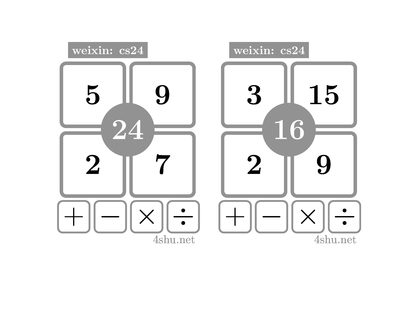 weixin: cs24 weixin: cs24
5 9 3 15
24 16
2 7 2 9
+ − × ÷ + − × ÷
4shu.net 4shu.net